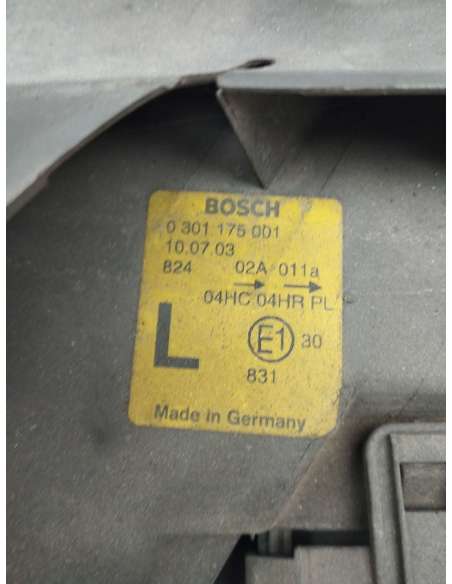 BOSCH
0 301 175 001
10.07.03
824 02A 011a
04HC 04HR PL
L E1 30
831
Made in Germany